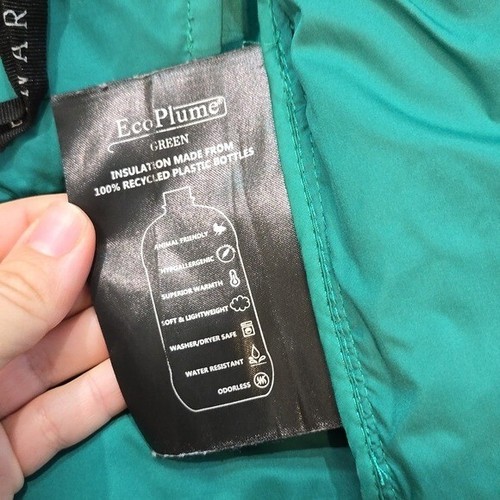 WAR
EcoPlume®
GREEN
INSULATION MADE FROM
100% RECYCLED PLASTIC BOTTLES
ANIMAL FRIENDLY
HYPOALLERGENIC
SUPERIOR WARMTH
SOFT & LIGHTWEIGHT
WASHER/DRYER SAFE
WATER RESISTANT
ODORLESS